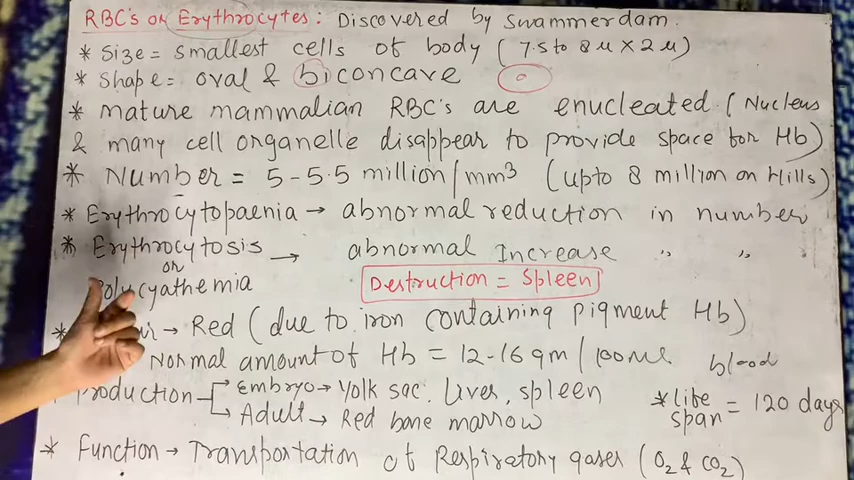 RBC's or Erythrocytes: Discovered by Swammerdam.
* Size = smallest cells of body (7.5 to 8 µ X 2 µ)
* Shape = oval & biconcave
* mature mammalian RBC's are enucleated (Nucleus
& many cell organelle disappear to provide space for Hb)
* Number = 5-5.5 million/mm³ (upto 8 million on Hills)
* Erythrocytopaenia → abnormal reduction in number
* Erythrocytosis → abnormal Increase " "
or
Polycyathemia
Destruction = Spleen
* → Red (due to iron containing pigment Hb)
Normal amount of Hb = 12-16 gm/100ml blood
Production → Embryo → Yolk sac, Liver, spleen
→ Adult → Red bone marrow
* Life span = 120 days
* Function → Transportation of Respiratory gases (O₂ & CO₂)